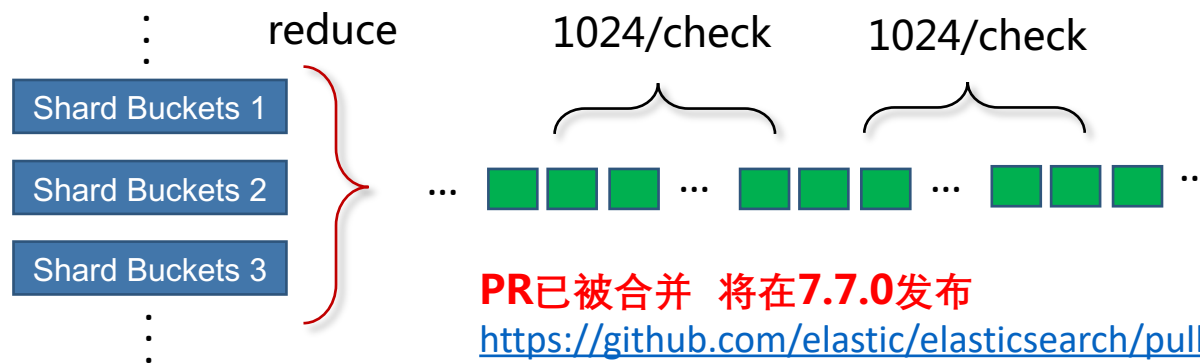 reduce
1024/check
1024/check
Shard Buckets 1
Shard Buckets 2
Shard Buckets 3
... ... ... ..
PR已被合并 将在7.7.0发布
https://github.com/elastic/elasticsearch/pull